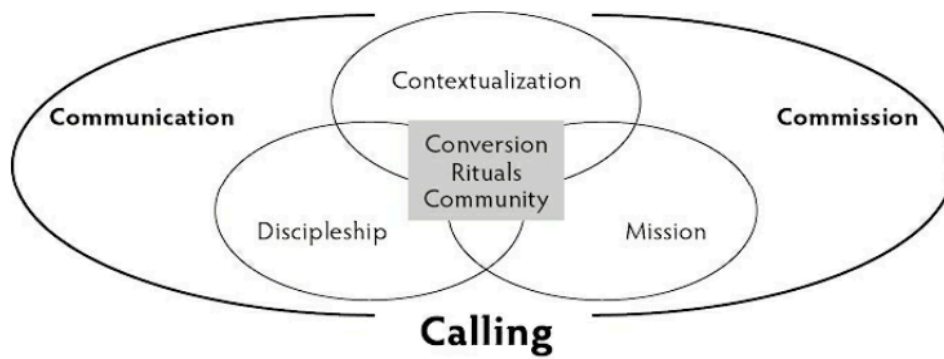 Contextualization
Communication
Commission
Conversion
Rituals
Community
Discipleship
Mission
Calling